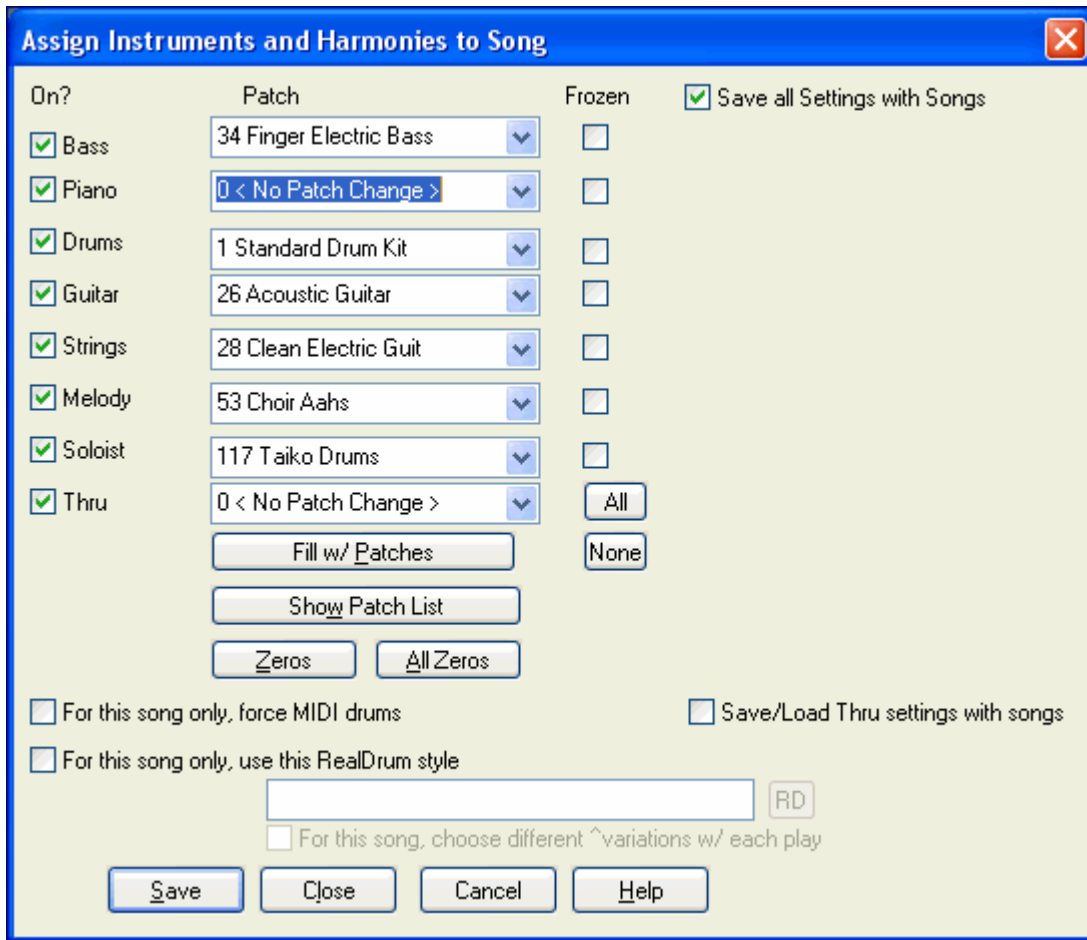 Assign Instruments and Harmonies to Song
On? Patch Frozen Save all Settings with Songs
Bass 34 Finger Electric Bass
Piano 0 < No Patch Change >
Drums 1 Standard Drum Kit
Guitar 26 Acoustic Guitar
Strings 28 Clean Electric Guit
Melody 53 Choir Aahs
Soloist 117 Taiko Drums
Thru 0 < No Patch Change > All
Fill w/ Patches None
Show Patch List
Zeros All Zeros
For this song only, force MIDI drums Save/Load Thru settings with songs
For this song only, use this RealDrum style
RD
For this song, choose different ^variations w/ each play
Save Close Cancel Help